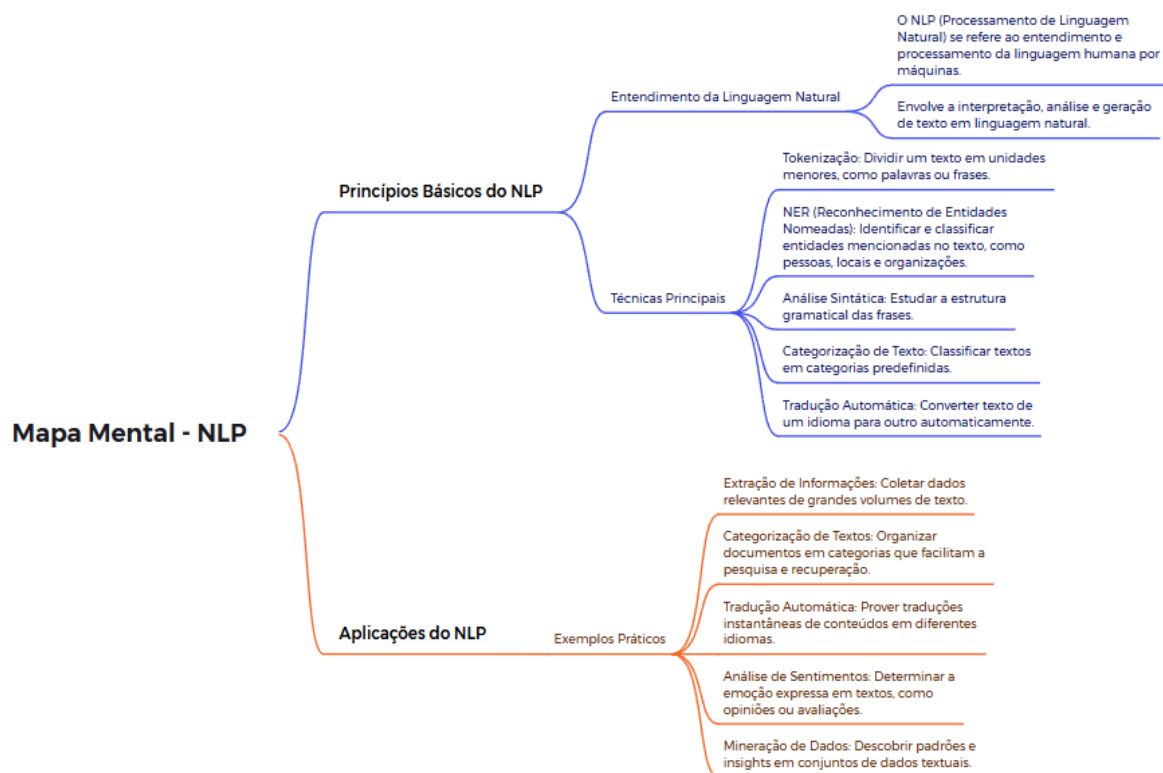 Mapa Mental - NLP
Princípios Básicos do NLP
Entendimento da Linguagem Natural
O NLP (Processamento de Linguagem
Natural) se refere ao entendimento e
processamento da linguagem humana por
máquinas.
Envolve a interpretação, análise e geração
de texto em linguagem natural.
Técnicas Principais
Tokenização: Dividir um texto em unidades
menores, como palavras ou frases.
NER (Reconhecimento de Entidades
Nomeadas): Identificar e classificar
entidades mencionadas no texto, como
pessoas, locais e organizações.
Análise Sintática: Estudar a estrutura
gramatical das frases.
Categorização de Texto: Classificar textos
em categorias predefinidas.
Tradução Automática: Converter texto de
um idioma para outro automaticamente.
Aplicações do NLP
Exemplos Práticos
Extração de Informações: Coletar dados
relevantes de grandes volumes de texto.
Categorização de Textos: Organizar
documentos em categorias que facilitam a
pesquisa e recuperação.
Tradução Automática: Prover traduções
instantâneas de conteúdos em diferentes
idiomas.
Análise de Sentimentos: Determinar a
emoção expressa em textos, como
opiniões ou avaliações.
Mineração de Dados: Descobrir padrões e
insights em conjuntos de dados textuais.